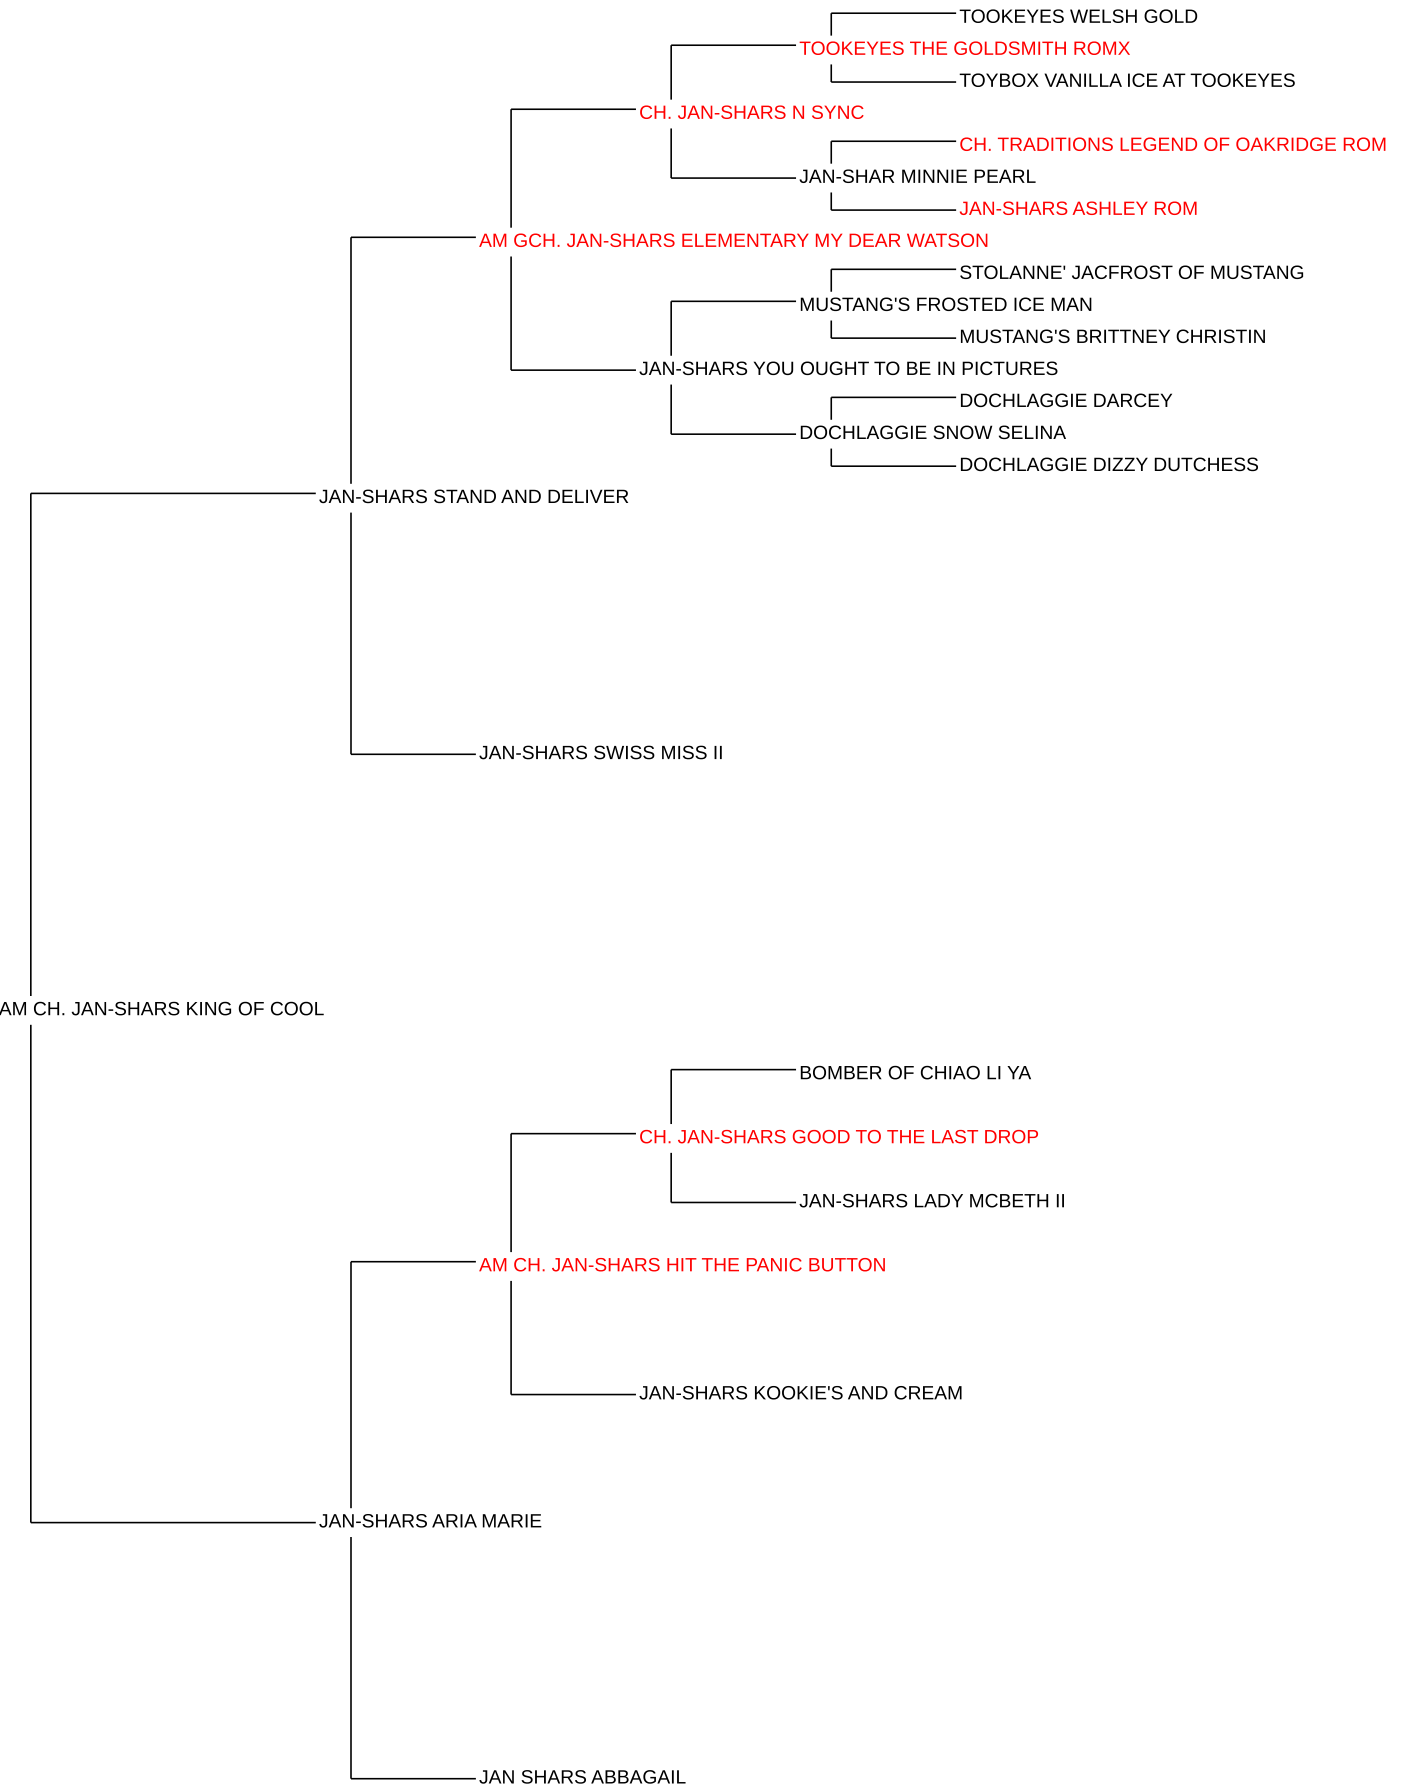 TOOKEYES WELSH GOLD
TOOKEYES THE GOLDSMITH ROMX
TOYBOX VANILLA ICE AT TOOKEYES
CH. JAN-SHARS N SYNC
CH. TRADITIONS LEGEND OF OAKRIDGE ROM
JAN-SHAR MINNIE PEARL
JAN-SHARS ASHLEY ROM
AM GCH. JAN-SHARS ELEMENTARY MY DEAR WATSON
STOLANNE' JACFROST OF MUSTANG
MUSTANG'S FROSTED ICE MAN
MUSTANG'S BRITTNEY CHRISTIN
JAN-SHARS YOU OUGHT TO BE IN PICTURES
DOCHLAGGIE DARCEY
DOCHLAGGIE SNOW SELINA
DOCHLAGGIE DIZZY DUTCHESS
JAN-SHARS STAND AND DELIVER
JAN-SHARS SWISS MISS II
AM CH. JAN-SHARS KING OF COOL
BOMBER OF CHIAO LI YA
CH. JAN-SHARS GOOD TO THE LAST DROP
JAN-SHARS LADY MCBETH II
AM CH. JAN-SHARS HIT THE PANIC BUTTON
JAN-SHARS KOOKIE'S AND CREAM
JAN-SHARS ARIA MARIE
JAN SHARS ABBAGAIL